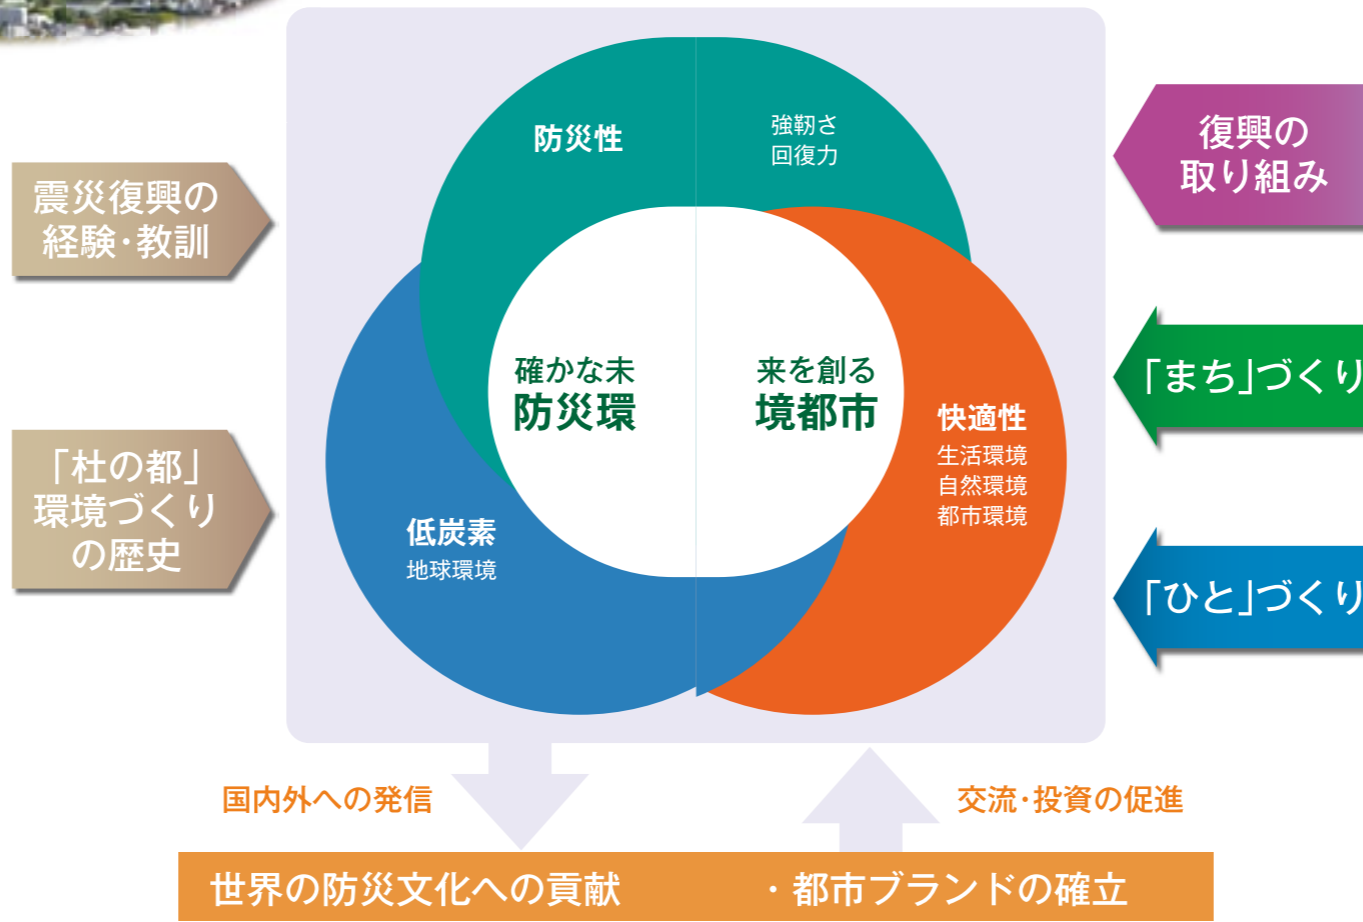 防災性
強靭さ
回復力
震災復興の
経験・教訓
復興の
取り組み
確かな未 来を創る
防災環 境都市
「まち」づくり
快適性
生活環境
自然環境
都市環境
「杜の都」
環境づくり
の歴史
低炭素
地球環境
「ひと」づくり
国内外への発信
交流・投資の促進
世界の防災文化への貢献 ・都市ブランドの確立